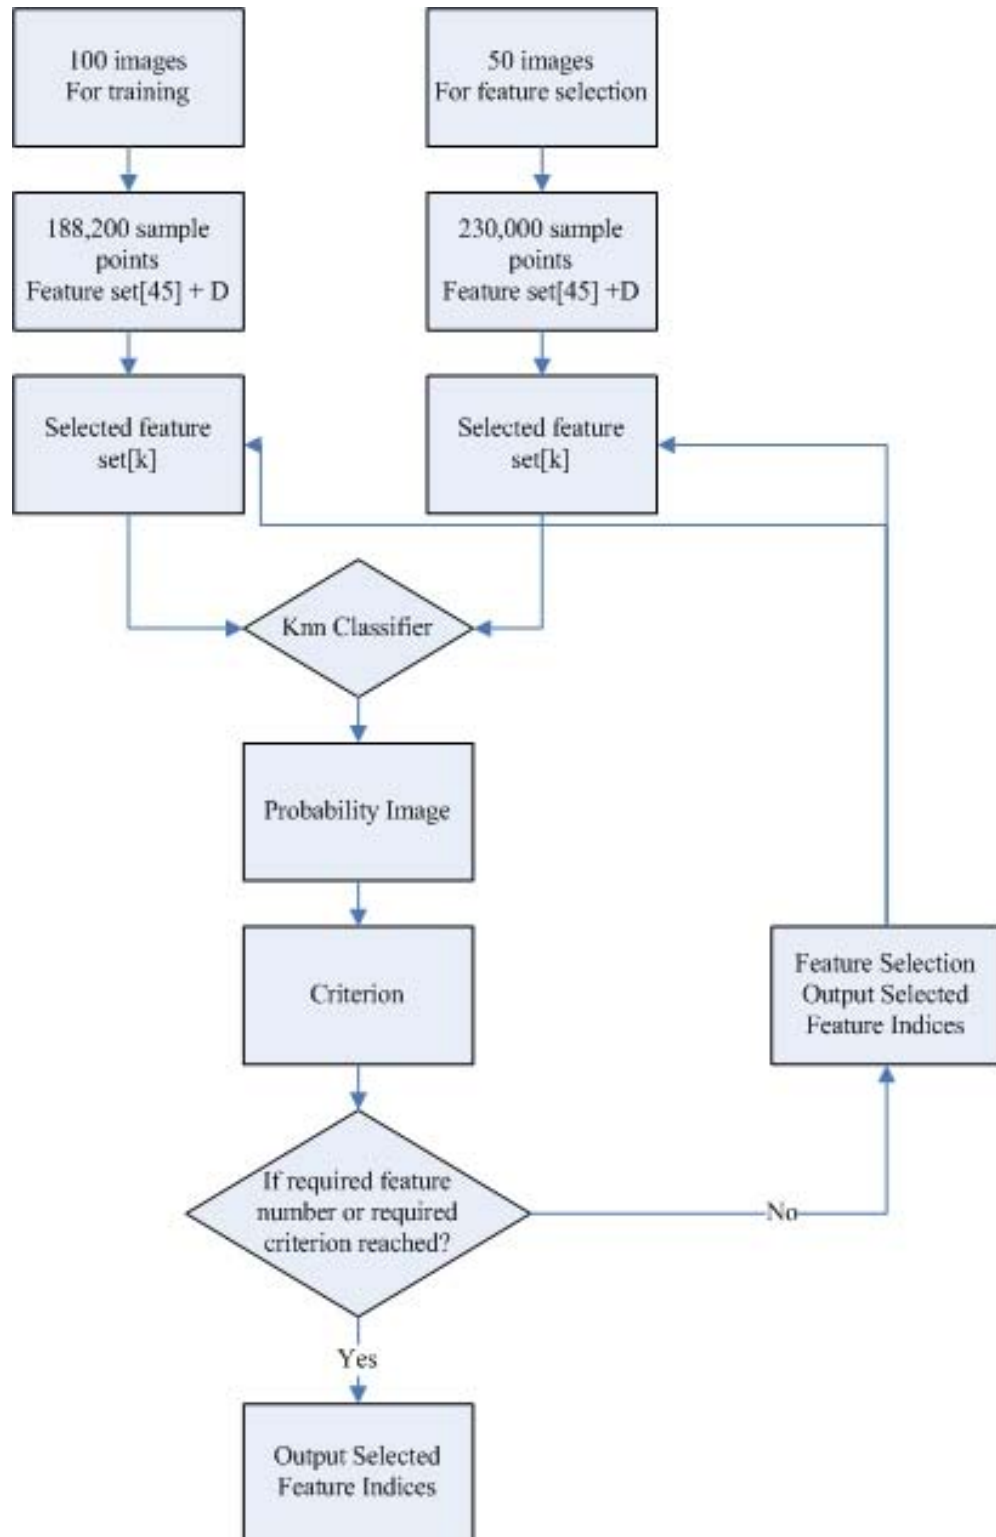 100 images
For training
50 images
For feature selection
188,200 sample
points
Feature set[45] + D
230,000 sample
points
Feature set[45] +D
Selected feature
set[k]
Selected feature
set[k]
Knn Classifier
Probability Image
Criterion
Feature Selection
Output Selected
Feature Indices
If required feature
number or required
criterion reached?
No
Yes
Output Selected
Feature Indices